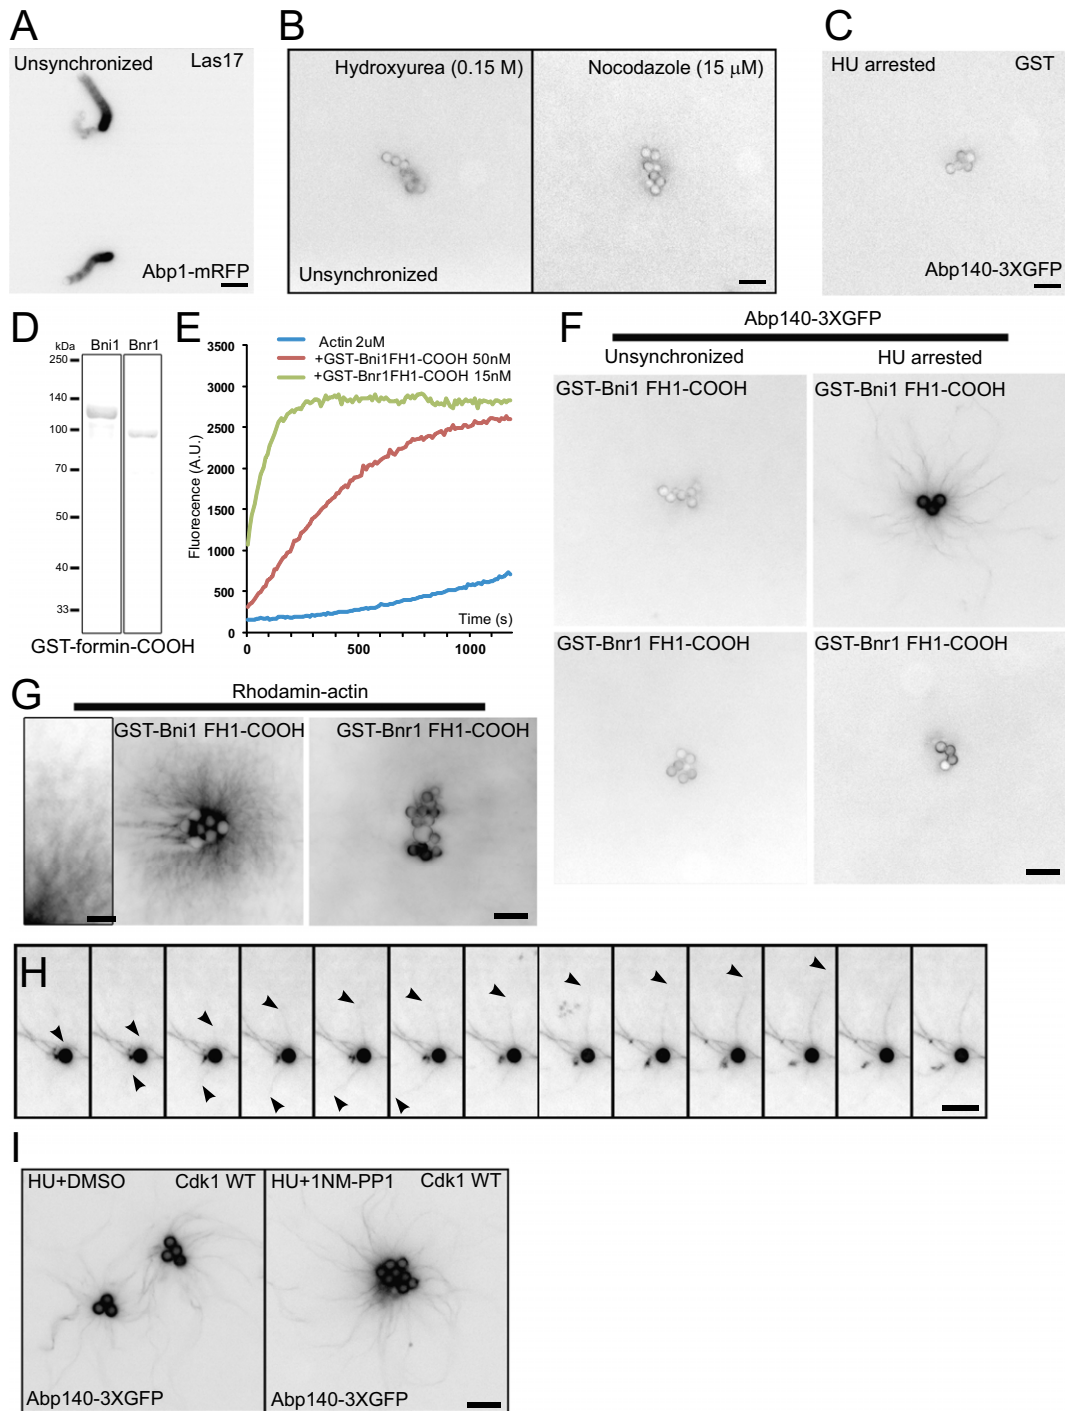 A
Unsynchronized Las17
Abp1-mRFP
B
Hydroxyurea (0.15 M)
Nocodazole (15 µM)
Unsynchronized
C
HU arrested GST
Abp140-3XGFP
D
kDa Bni1 Bnr1
250
140
100
70
50
40
33
GST-formin-COOH
E
3500
3000
2500
2000
1500
1000
500
0
Fluorecence (A.U.)
Actin 2uM
+GST-Bni1FH1-COOH 50nM
+GST-Bnr1FH1-COOH 15nM
Time (s)
0 500 1000
F
Abp140-3XGFP
Unsynchronized HU arrested
GST-Bni1 FH1-COOH GST-Bni1 FH1-COOH
GST-Bnr1 FH1-COOH GST-Bnr1 FH1-COOH
G
Rhodamin-actin
GST-Bni1 FH1-COOH GST-Bnr1 FH1-COOH
H
I
HU+DMSO Cdk1 WT
Abp140-3XGFP
HU+1NM-PP1 Cdk1 WT
Abp140-3XGFP